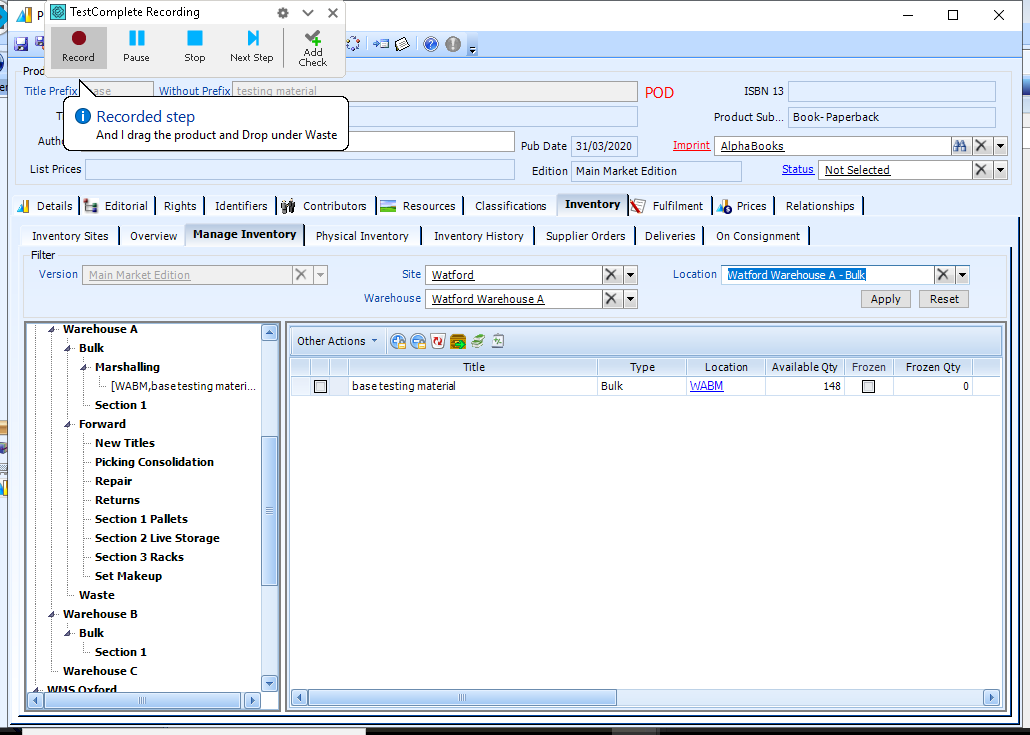 P
TestComplete Recording
Record
Pause
Stop
Next Step
Add
Check
Title Prefix
ase
Without Prefix
testing material
POD
ISBN 13
Recorded step
And I drag the product and Drop under Waste
Product Sub...
Book- Paperback
Pub Date
31/03/2020
Imprint
AlphaBooks
List Prices
Edition
Main Market Edition
Status
Not Selected
Details
Editorial
Rights
Identifiers
Contributors
Resources
Classifications
Inventory
Fulfilment
Prices
Relationships
Inventory Sites
Overview
Manage Inventory
Physical Inventory
Inventory History
Supplier Orders
Deliveries
On Consignment
Filter
Version
Main Market Edition
Site
Watford
Location
Watford Warehouse A - Bulk
Warehouse
Watford Warehouse A
Apply
Reset
Warehouse A
Bulk
Marshalling
[WABM,base testing materi...
Section 1
Forward
New Titles
Picking Consolidation
Repair
Returns
Section 1 Pallets
Section 2 Live Storage
Section 3 Racks
Set Makeup
Waste
Warehouse B
Bulk
Section 1
Warehouse C
WMS Oxford
Other Actions
Title
Type
Location
Available Qty
Frozen
Frozen Qty
base testing material
Bulk
WABM
148
0